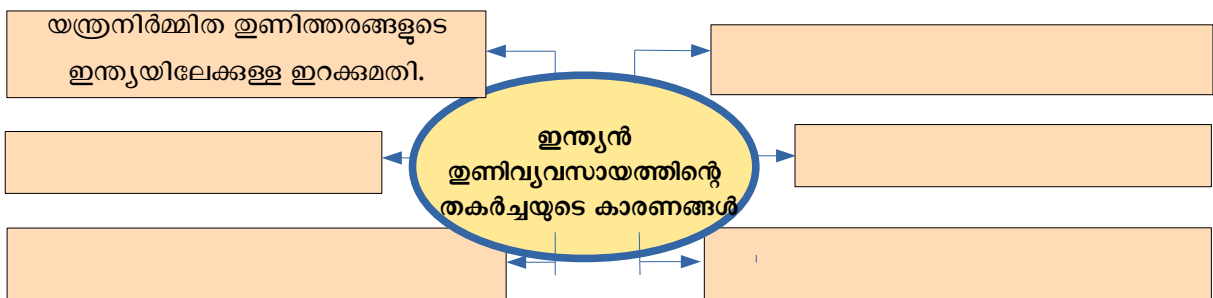 യന്ത്രനിർമ്മിത തുണിത്തരങ്ങളുടെ
ഇന്ത്യയിലേക്കുള്ള ഇറക്കുമതി.
ഇന്ത്യൻ
തുണിവ്യവസായത്തിന്റെ
തകർച്ചയുടെ കാരണങ്ങൾ